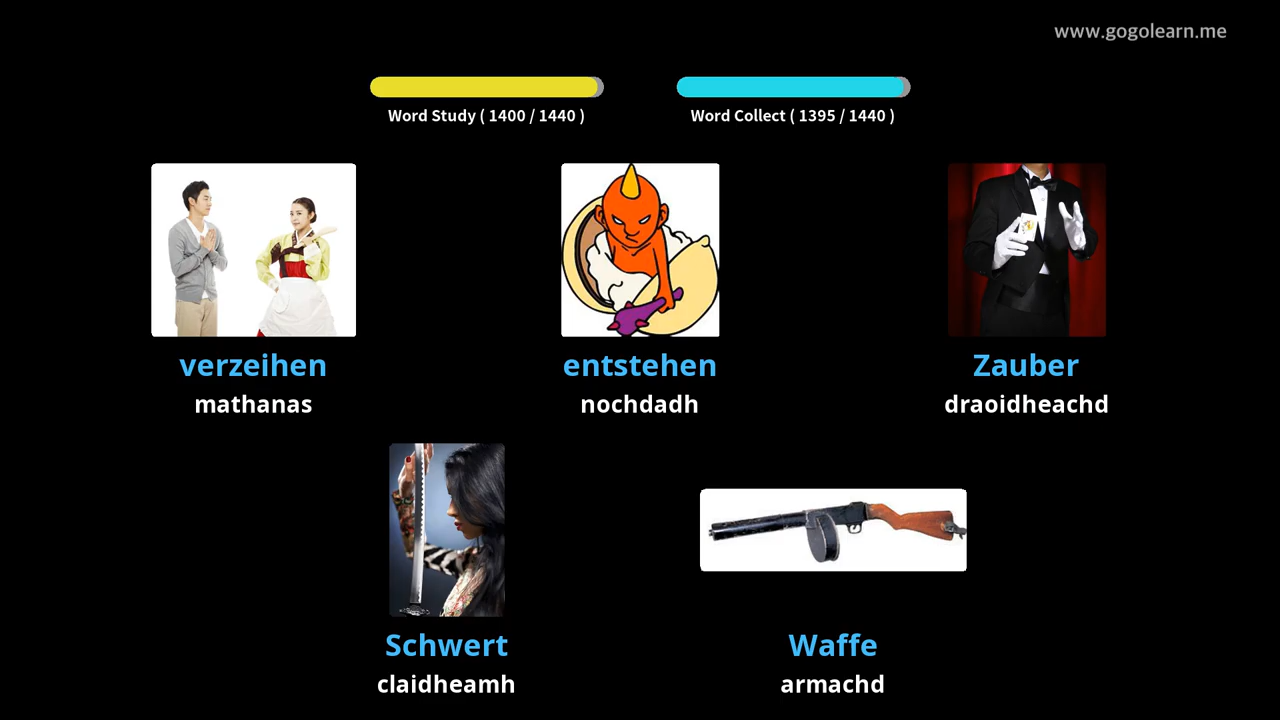 www.gogolearn.me
Word Study ( 1400 / 1440 )
Word Collect ( 1395 / 1440 )
verzeihen
mathanas
entstehen
nochdadh
Zauber
draoidheachd
Schwert
claidheamh
Waffe
armachd